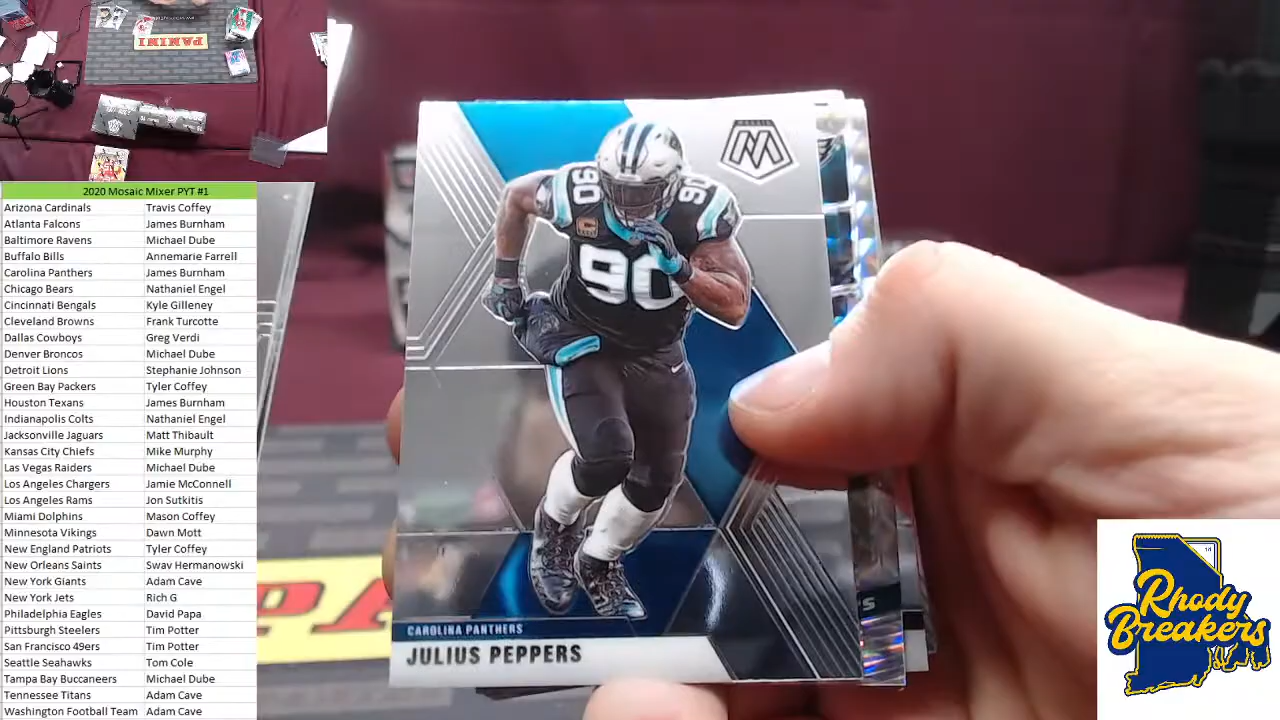 PANINI
2020 Mosaic Mixer PYT #1
Arizona Cardinals Travis Coffey
Atlanta Falcons James Burnham
Baltimore Ravens Michael Dube
Buffalo Bills Annemarie Farrell
Carolina Panthers James Burnham
Chicago Bears Nathaniel Engel
Cincinnati Bengals Kyle Gilleney
Cleveland Browns Frank Turcotte
Dallas Cowboys Greg Verdi
Denver Broncos Michael Dube
Detroit Lions Stephanie Johnson
Green Bay Packers Tyler Coffey
Houston Texans James Burnham
Indianapolis Colts Nathaniel Engel
Jacksonville Jaguars Matt Thibault
Kansas City Chiefs Mike Murphy
Las Vegas Raiders Michael Dube
Los Angeles Chargers Jamie McConnell
Los Angeles Rams Jon Sutkitis
Miami Dolphins Mason Coffey
Minnesota Vikings Dawn Mott
New England Patriots Tyler Coffey
New Orleans Saints Swav Hermanowski
New York Giants Adam Cave
New York Jets Rich G
Philadelphia Eagles David Papa
Pittsburgh Steelers Tim Potter
San Francisco 49ers Tim Potter
Seattle Seahawks Tom Cole
Tampa Bay Buccaneers Michael Dube
Tennessee Titans Adam Cave
Washington Football Team Adam Cave
MOSAIC
90
90
90
CAROLINA PANTHERS
JULIUS PEPPERS
Rhody
Breakers